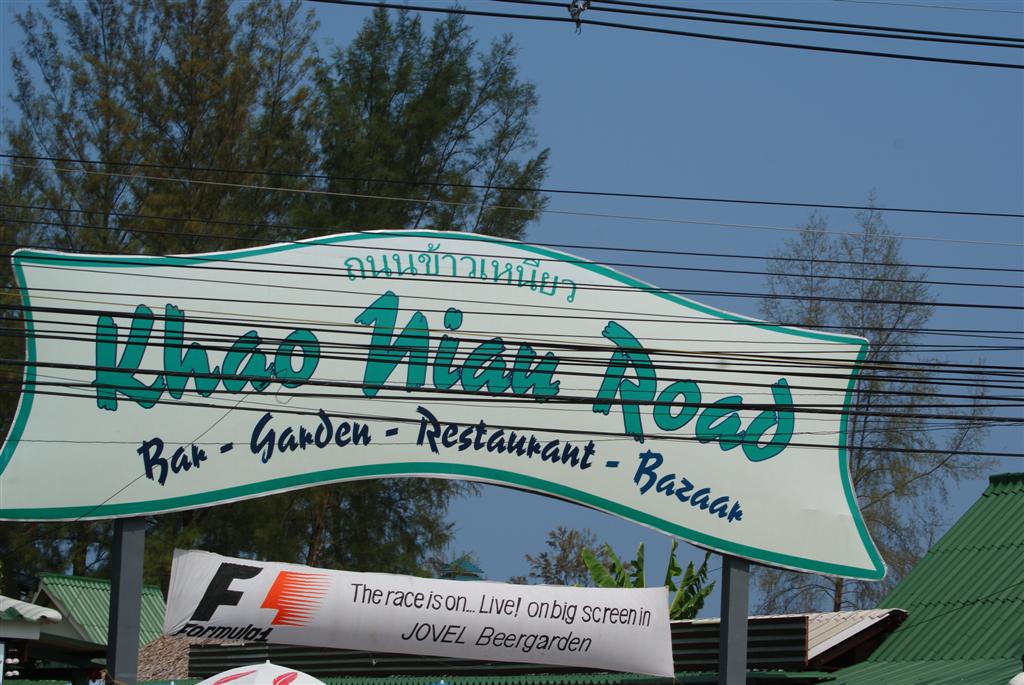 ถนนข้าวเหนียว
Khao Niau Road
Bar - Garden - Restaurant - Bazaar
F1
Formula1
The race is on... Live! on big screen in
JOVEL Beergarden